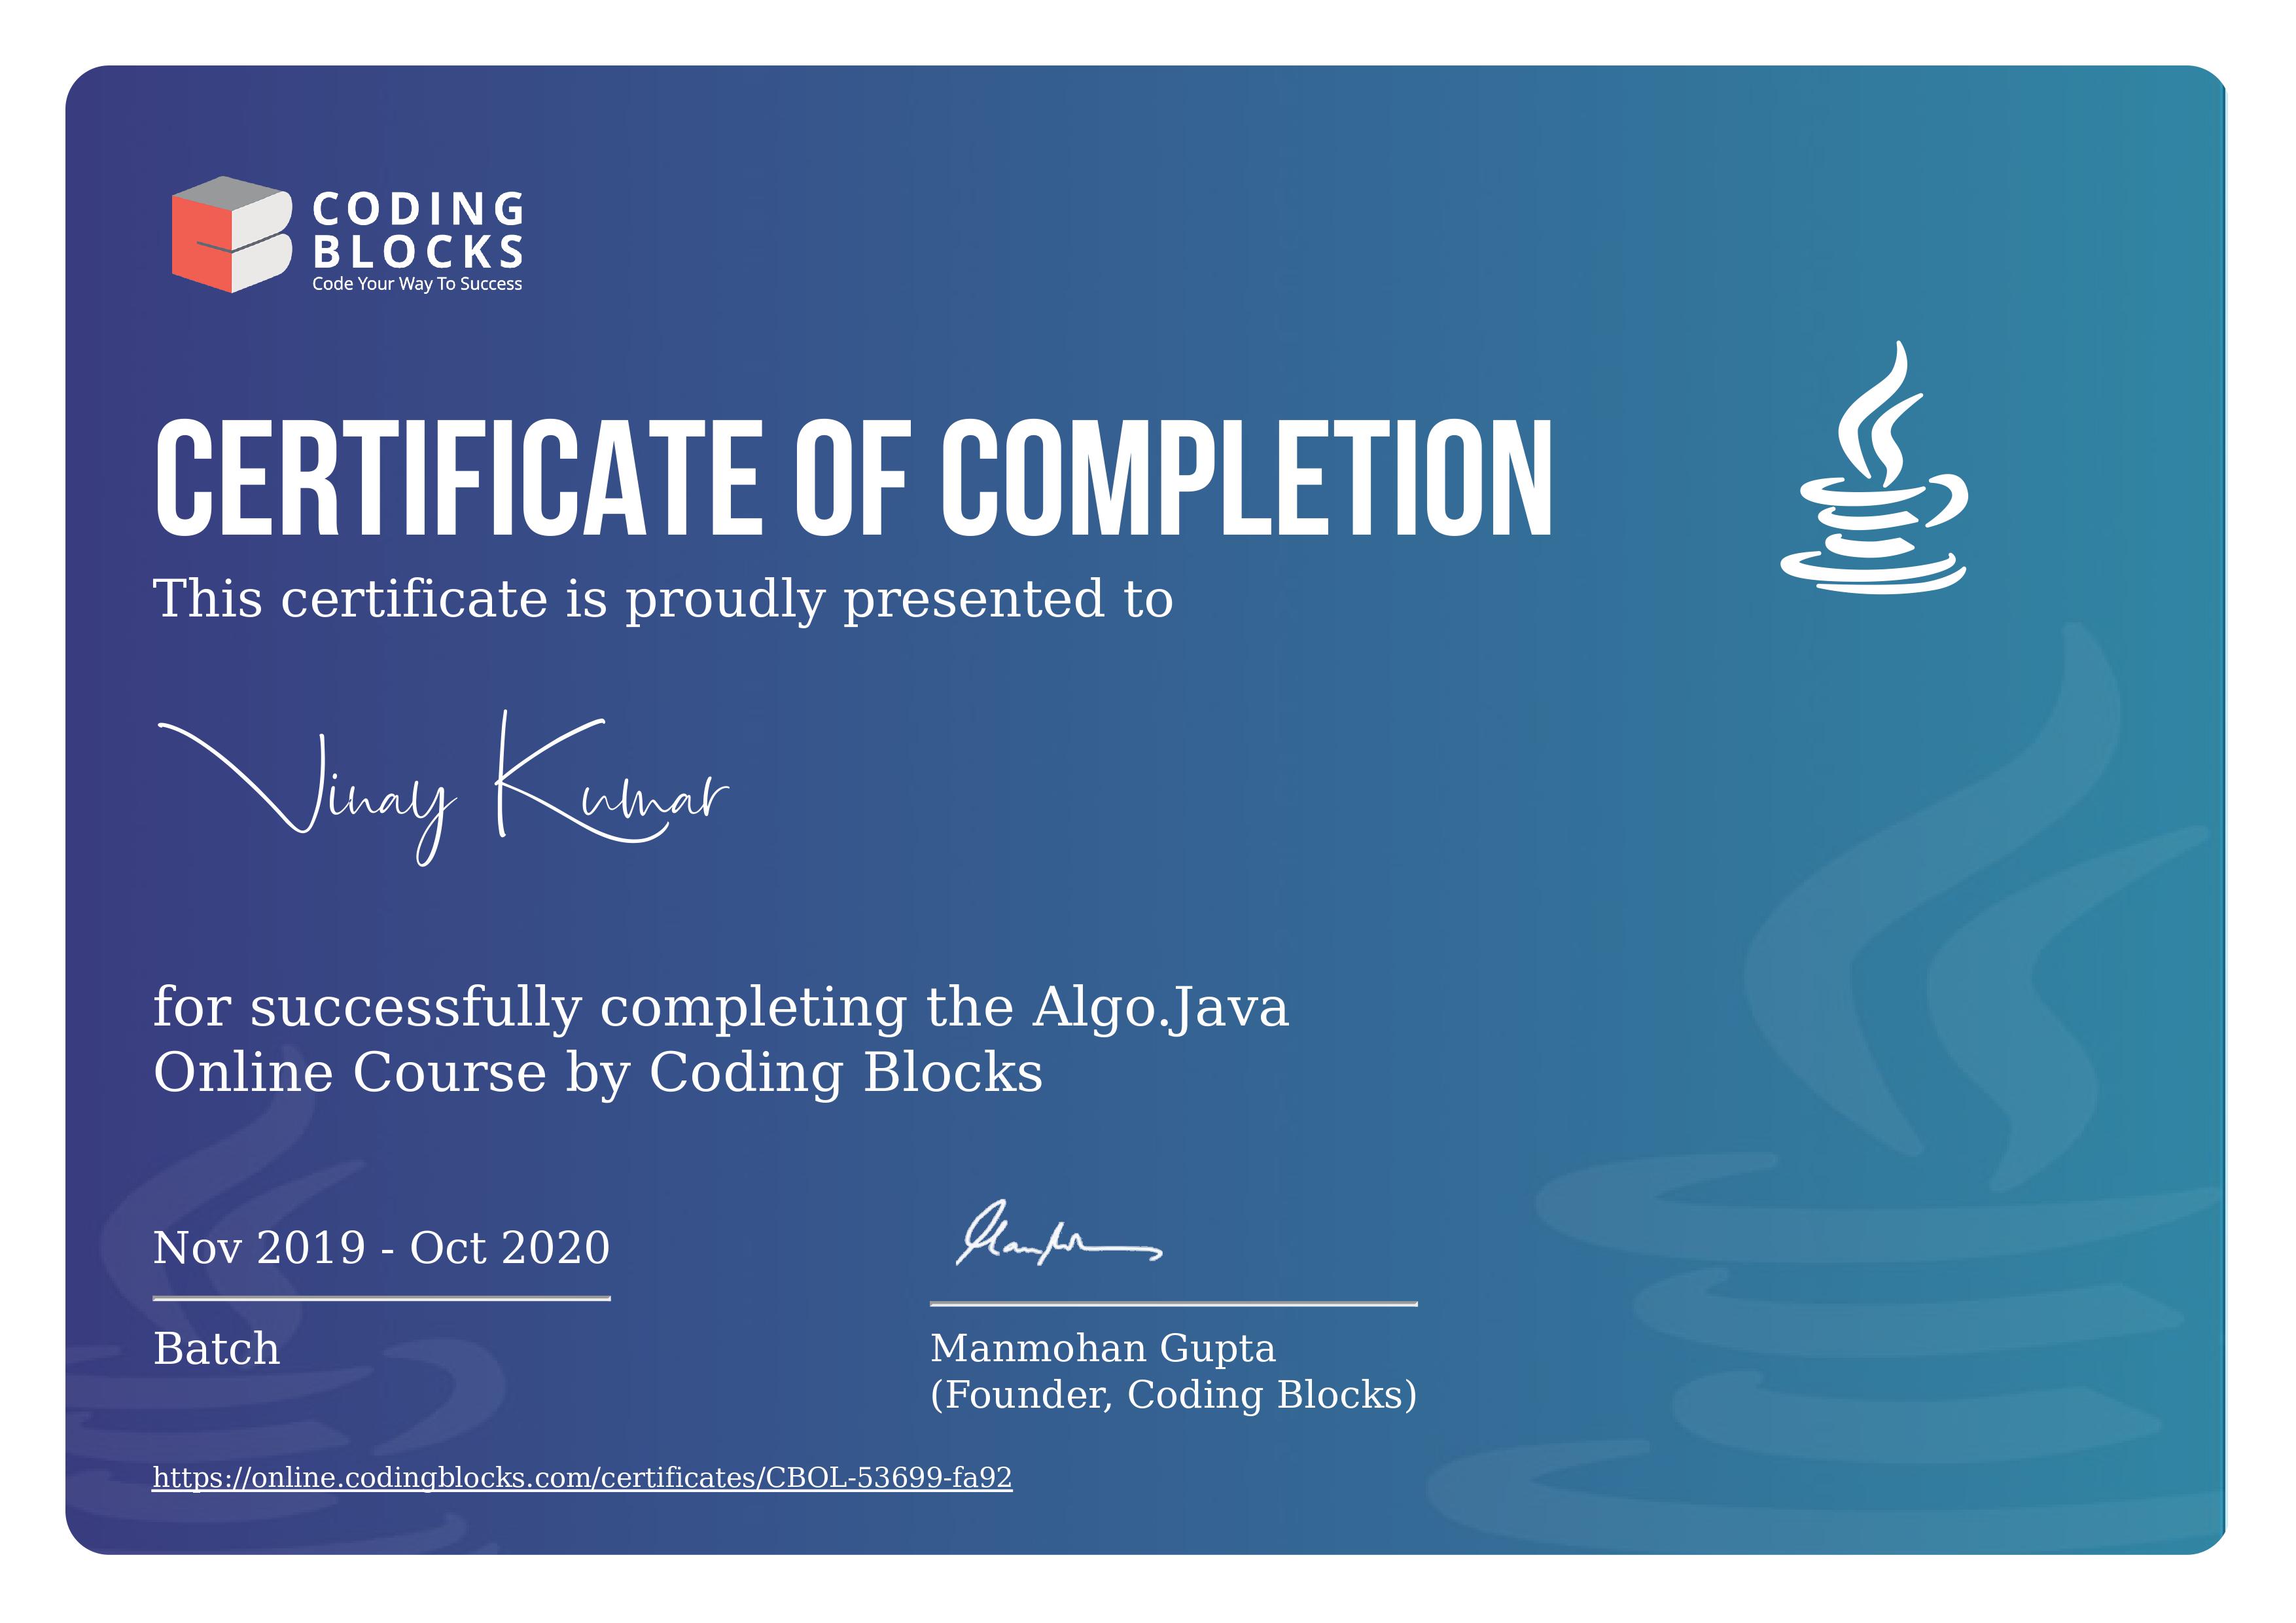 CODING
BLOCKS
Code Your Way To Success
CERTIFICATE OF COMPLETION
This certificate is proudly presented to
Vinay Kumar
for successfully completing the Algo.Java
Online Course by Coding Blocks
Nov 2019 - Oct 2020
Batch
Manmohan Gupta
(Founder, Coding Blocks)
https://online.codingblocks.com/certificates/CBOL-53699-fa92